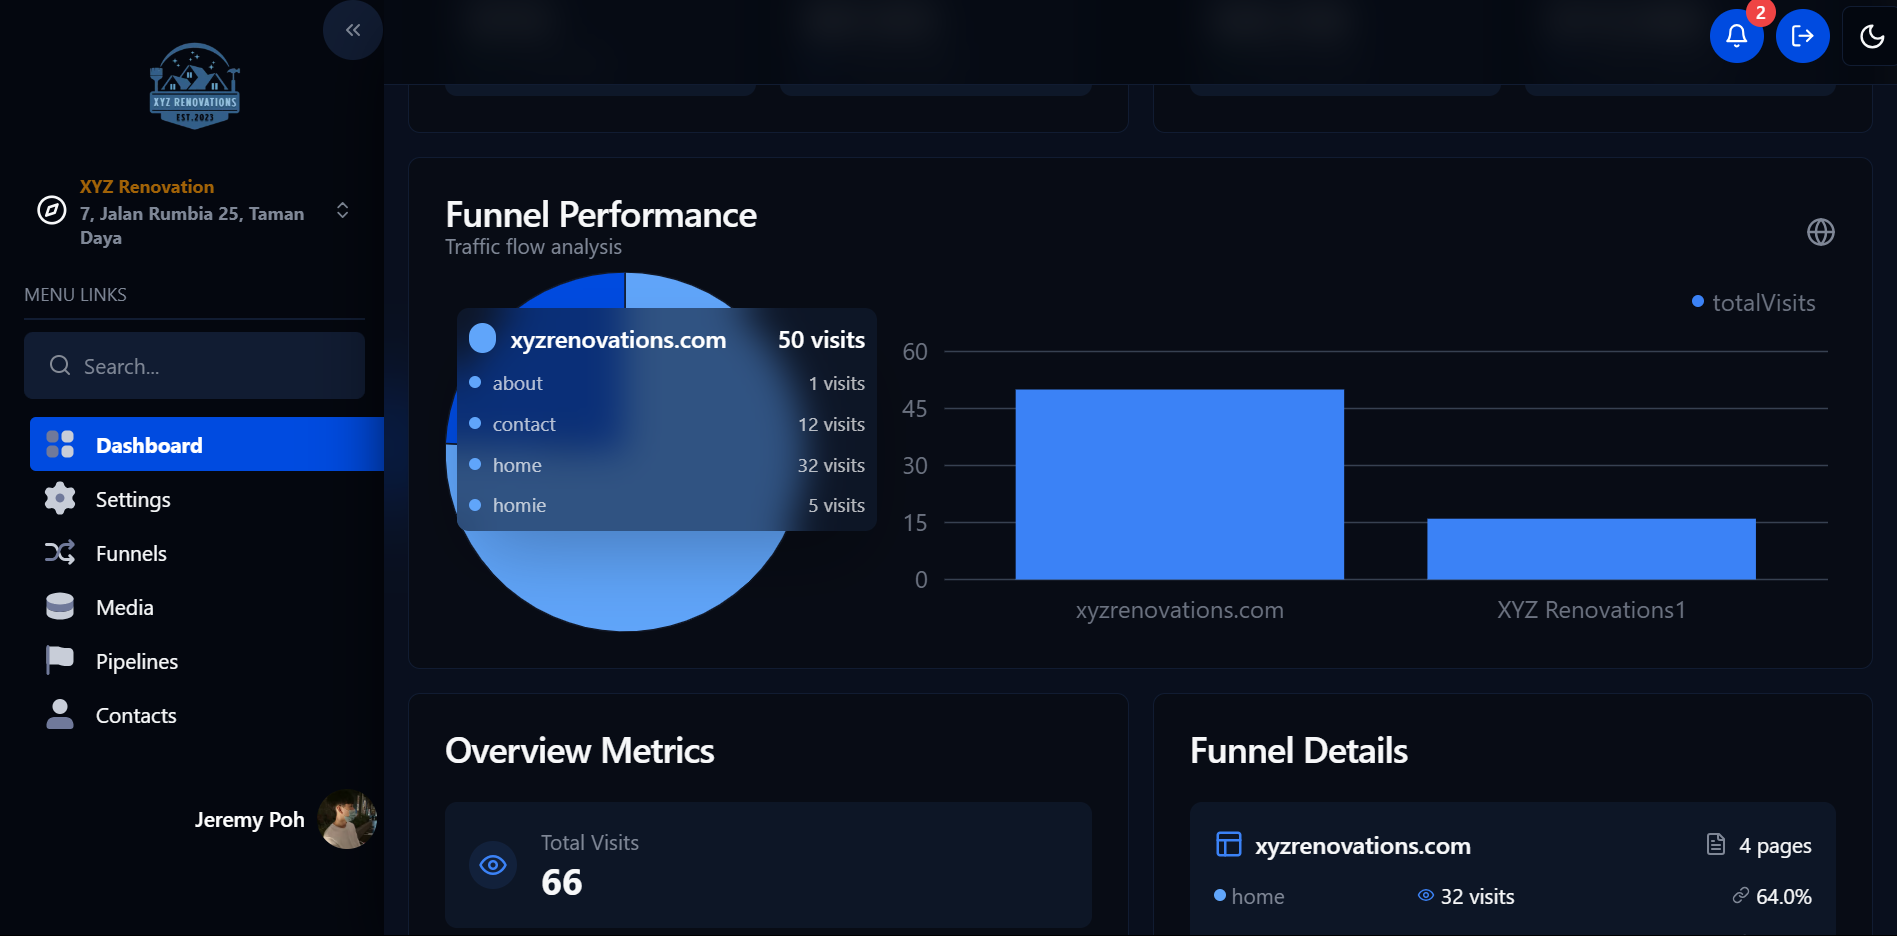 XYZ RENOVATIONS
EST.2023
XYZ Renovation
7, Jalan Rumbia 25, Taman
Daya
MENU LINKS
Search...
Dashboard
Settings
Funnels
Media
Pipelines
Contacts
Jeremy Poh
2
Funnel Performance
Traffic flow analysis
xyzrenovations.com 50 visits
about 1 visits
contact 12 visits
home 32 visits
homie 5 visits
totalVisits
60
45
30
15
0
xyzrenovations.com XYZ Renovations1
Overview Metrics
Total Visits
66
Funnel Details
xyzrenovations.com 4 pages
home 32 visits 64.0%